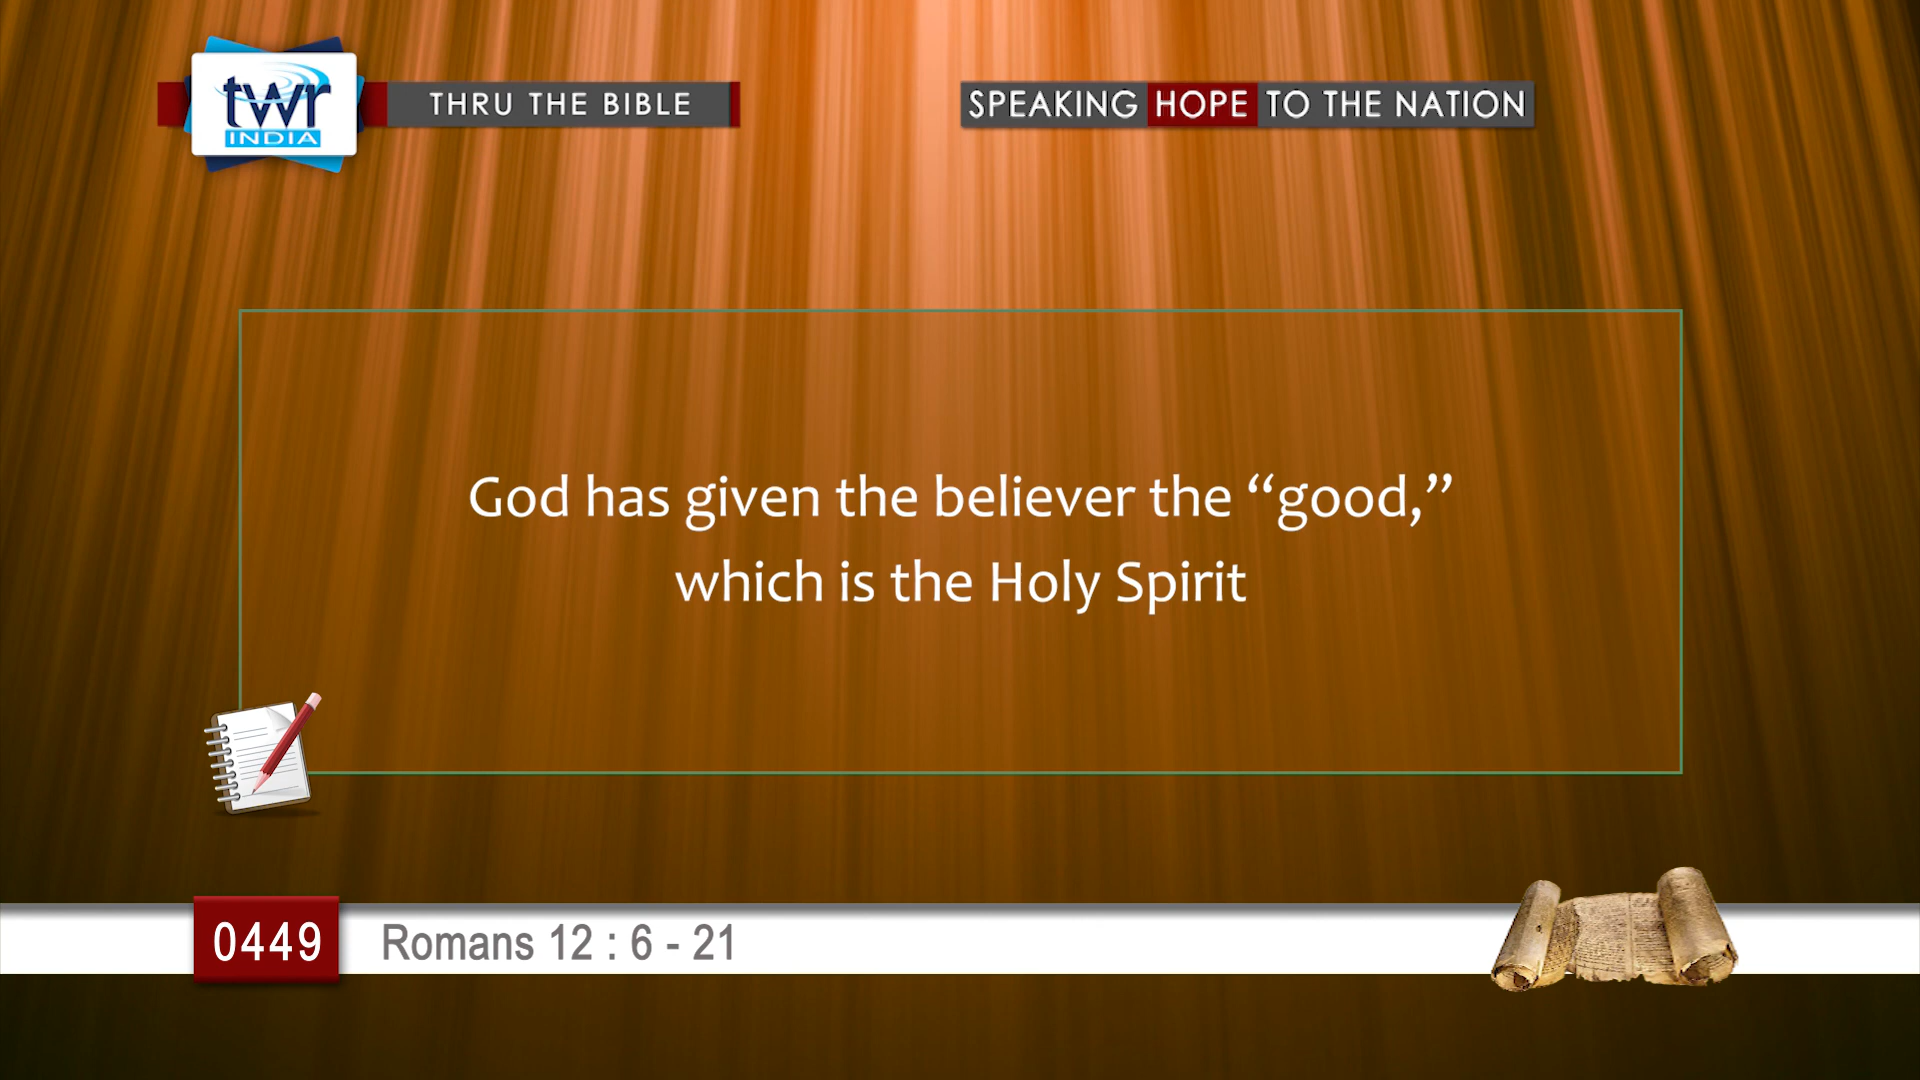 twr
INDIA
THRU THE BIBLE
SPEAKING HOPE TO THE NATION
God has given the believer the “good,”
which is the Holy Spirit
0449
Romans 12 : 6 - 21